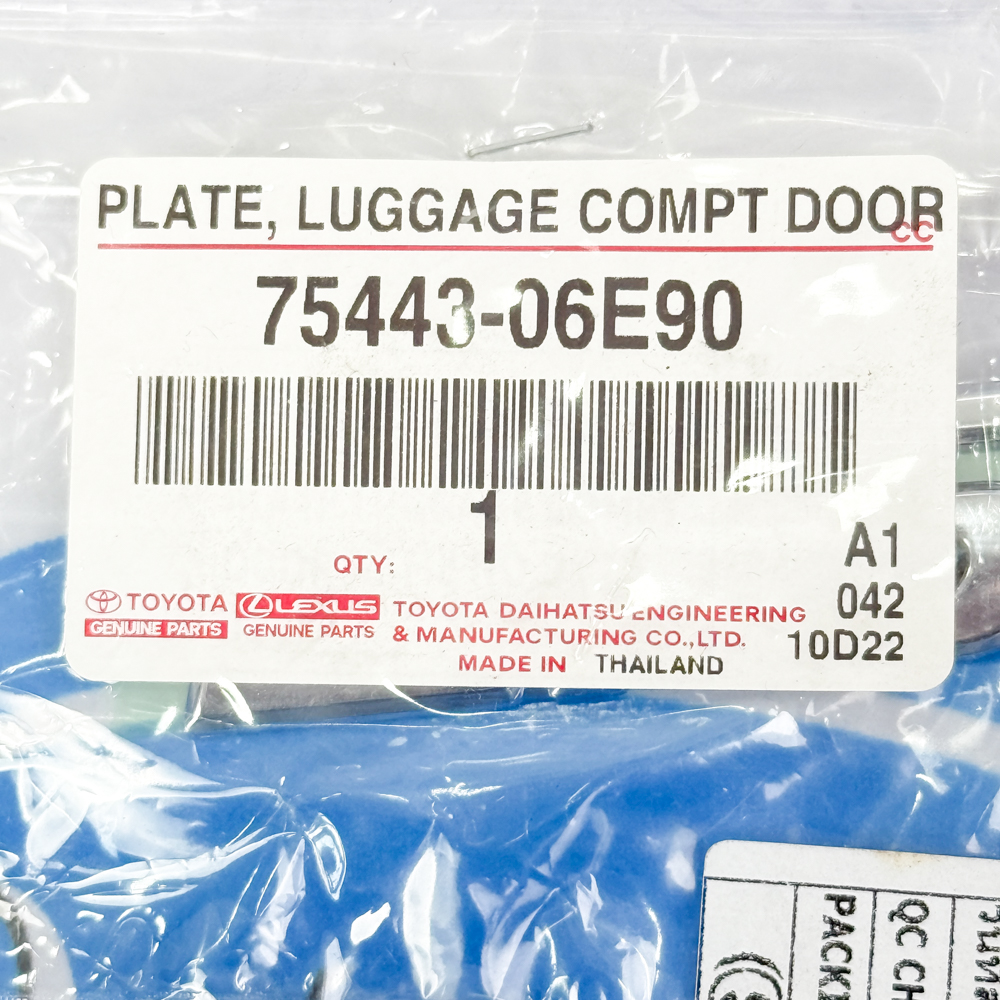 PLATE, LUGGAGE COMPT DOOR
CC
75443-06E90
1
QTY:
A1
042
10D22
TOYOTA
GENUINE PARTS
LEXUS
GENUINE PARTS
TOYOTA DAIHATSU ENGINEERING
& MANUFACTURING CO.,LTD.
MADE IN THAILAND
QC